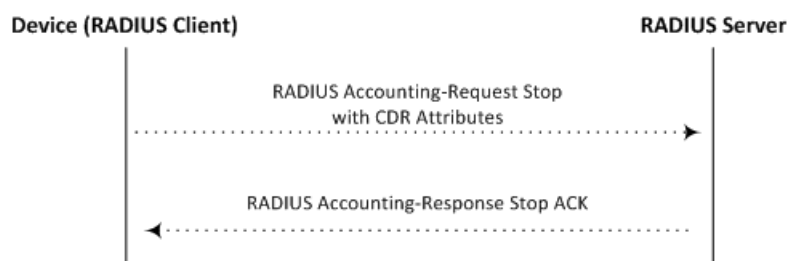 Device (RADIUS Client)
RADIUS Server
RADIUS Accounting-Request Stop
with CDR Attributes
RADIUS Accounting-Response Stop ACK